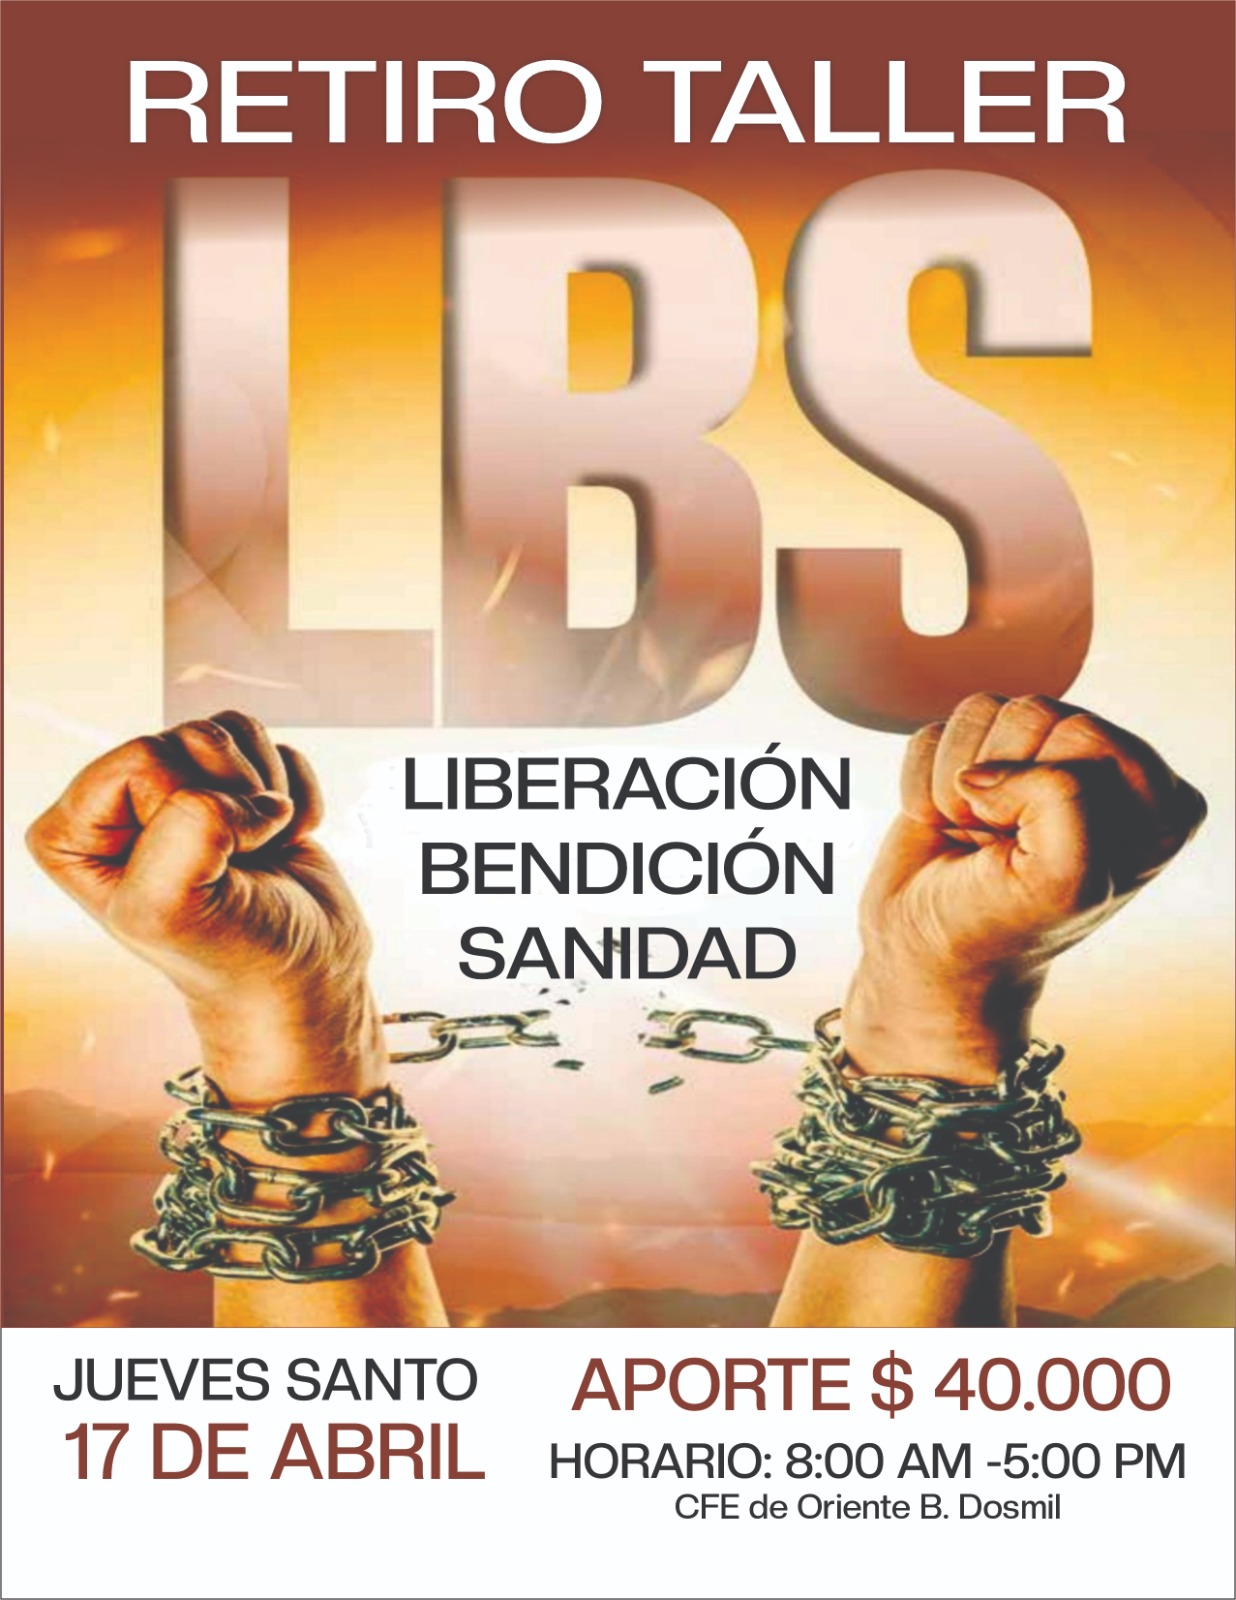 RETIRO TALLER
LBS
LIBERACIÓN
BENDICIÓN
SANIDAD
JUEVES SANTO
17 DE ABRIL
APORTE $ 40.000
HORARIO: 8:00 AM -5:00 PM
CFE de Oriente B. Dosmil